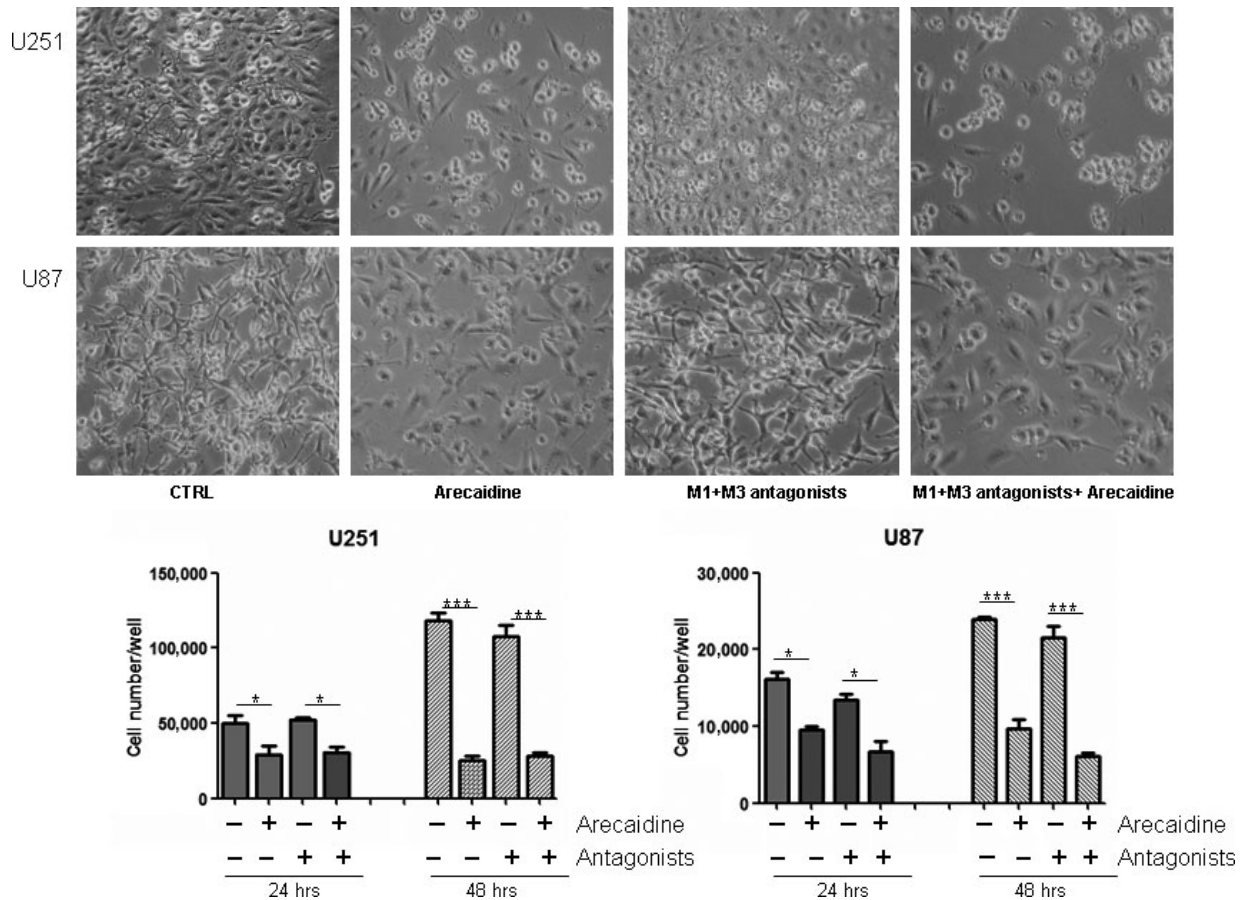 U251
U87
CTRL Arecaidine M1+M3 antagonists M1+M3 antagonists+ Arecaidine
U251
150,000
100,000
50,000
0
Cell number/well
* * *** ***
− + − + − + − + Arecaidine
− − + + − − + + Antagonists
24 hrs 48 hrs
U87
30,000
20,000
10,000
0
Cell number/well
* * *** ***
− + − + − + − + Arecaidine
− − + + − − + + Antagonists
24 hrs 48 hrs